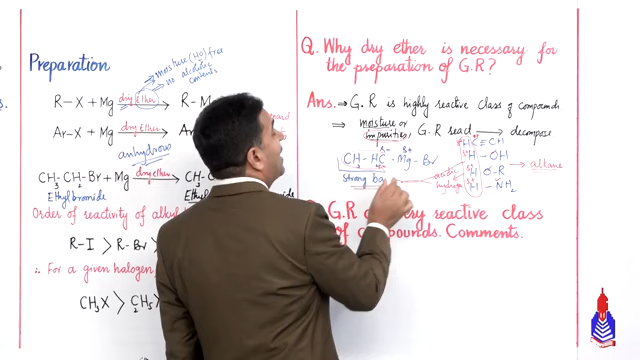 Preparation
moisture (H2O) free
no alcoholic
contents
R-X + Mg dry Ether → R-M
Ar-X + Mg dry Ether → Ar
anhydrous
CH3-CH2-Br + Mg dry ether → CH3-C
Ethyl bromide
Order of reactivity of alkyl
R-I > R-Br >
∴ For a given halogen
CH3X > C2H5X
Q. Why dry ether is necessary for
the preparation of G.R?
Ans. ⇒ G.R is highly reactive class of compounds
⇒ moisture or
impurities G.R react → decompose
HC≡CH
CH3-H2C-Mg-Br
H-OH
H-O-R
H-NH2
→ alkane
acidic
hydrogen
strong ba
G.R a very reactive class
of compounds. Comments.